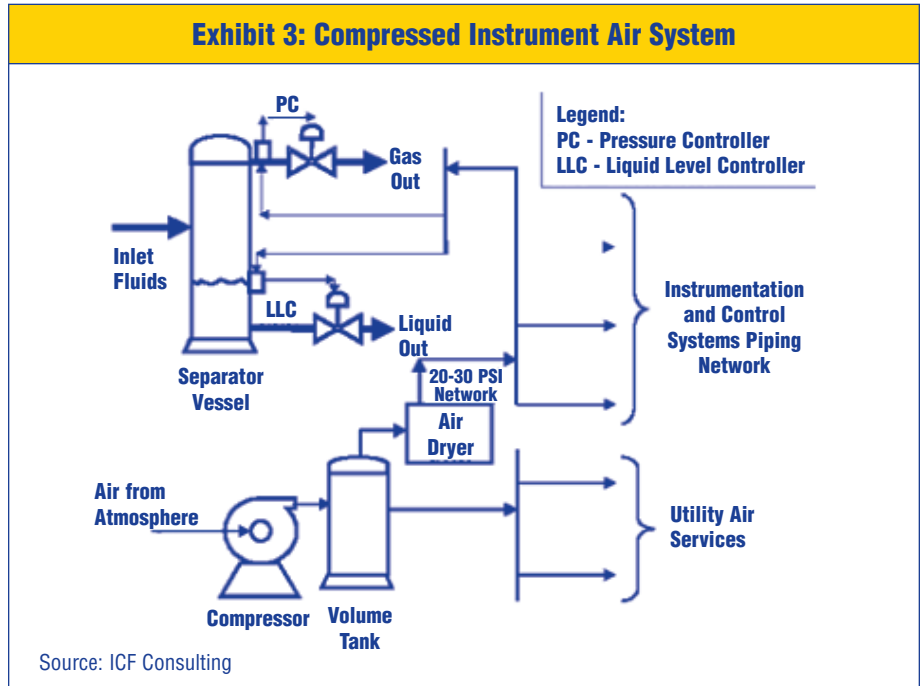 Exhibit 3: Compressed Instrument Air System
PC
Legend:
PC - Pressure Controller
LLC - Liquid Level Controller
Gas
Out
Inlet
Fluids
LLC
Liquid
Out
Instrumentation
and Control
Systems Piping
Network
Separator
Vessel
20-30 PSI
Network
Air
Dryer
Air from
Atmosphere
Utility Air
Services
Compressor
Volume
Tank
Source: ICF Consulting